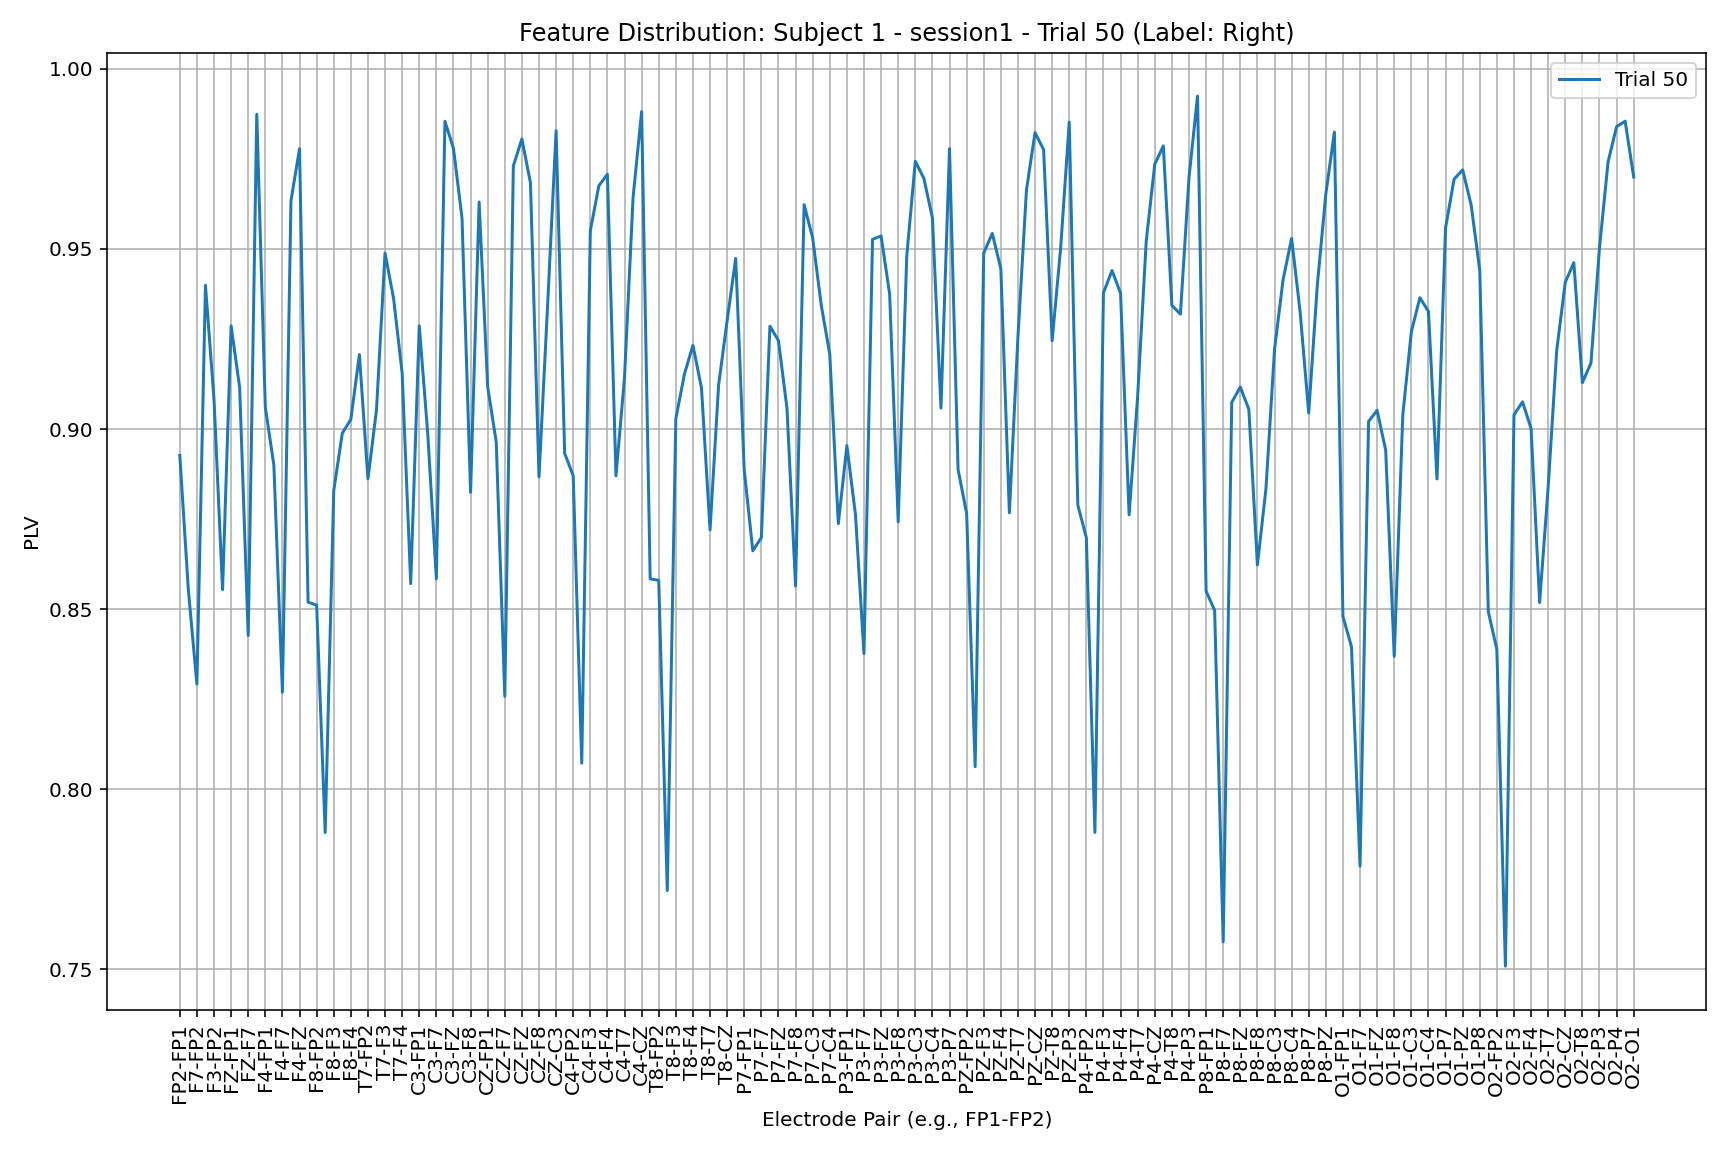 Feature Distribution: Subject 1 - session1 - Trial 50 (Label: Right)
Trial 50
1.00
0.95
0.90
0.85
0.80
0.75
PLV
FP2-FP1
F7-FP2
F3-FP2
FZ-FP1
FZ-F7
F4-FP1
F4-F7
F4-FZ
F8-FP2
F8-F3
F8-F4
T7-FP2
T7-F3
T7-F4
C3-FP1
C3-F7
C3-FZ
C3-F8
CZ-FP1
CZ-F7
CZ-FZ
CZ-F8
CZ-C3
C4-FP2
C4-F3
C4-F4
C4-T7
C4-CZ
T8-FP2
T8-F3
T8-F4
T8-T7
T8-CZ
P7-FP1
P7-F7
P7-FZ
P7-F8
P7-C3
P7-C4
P3-FP1
P3-F7
P3-FZ
P3-F8
P3-C3
P3-C4
P3-P7
PZ-FP2
PZ-F3
PZ-F4
PZ-T7
PZ-CZ
PZ-T8
PZ-P3
P4-FP2
P4-F3
P4-F4
P4-T7
P4-CZ
P4-T8
P4-P3
P8-FP1
P8-F7
P8-FZ
P8-F8
P8-C3
P8-C4
P8-P7
P8-PZ
O1-FP1
O1-F7
O1-FZ
O1-F8
O1-C3
O1-C4
O1-P7
O1-PZ
O1-P8
O2-FP2
O2-F3
O2-F4
O2-T7
O2-CZ
O2-T8
O2-P3
O2-P4
O2-O1
Electrode Pair (e.g., FP1-FP2)